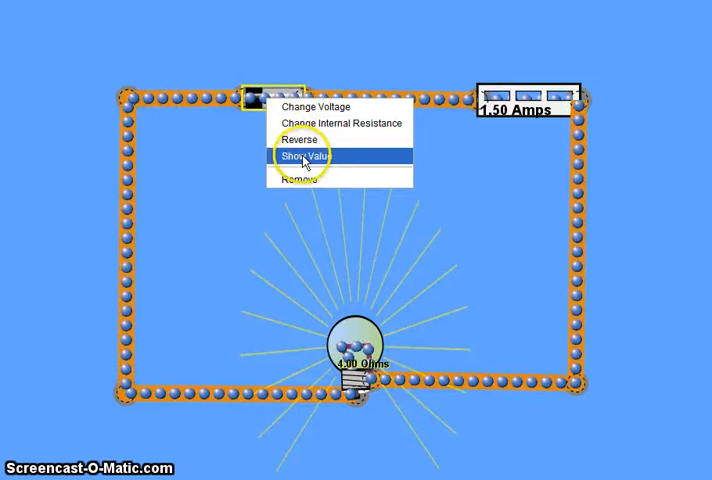 Change Voltage
1.50 Amps
Change Internal Resistance
Reverse
Show Value
Remove
4.00 Ohms
Screencast-O-Matic.com